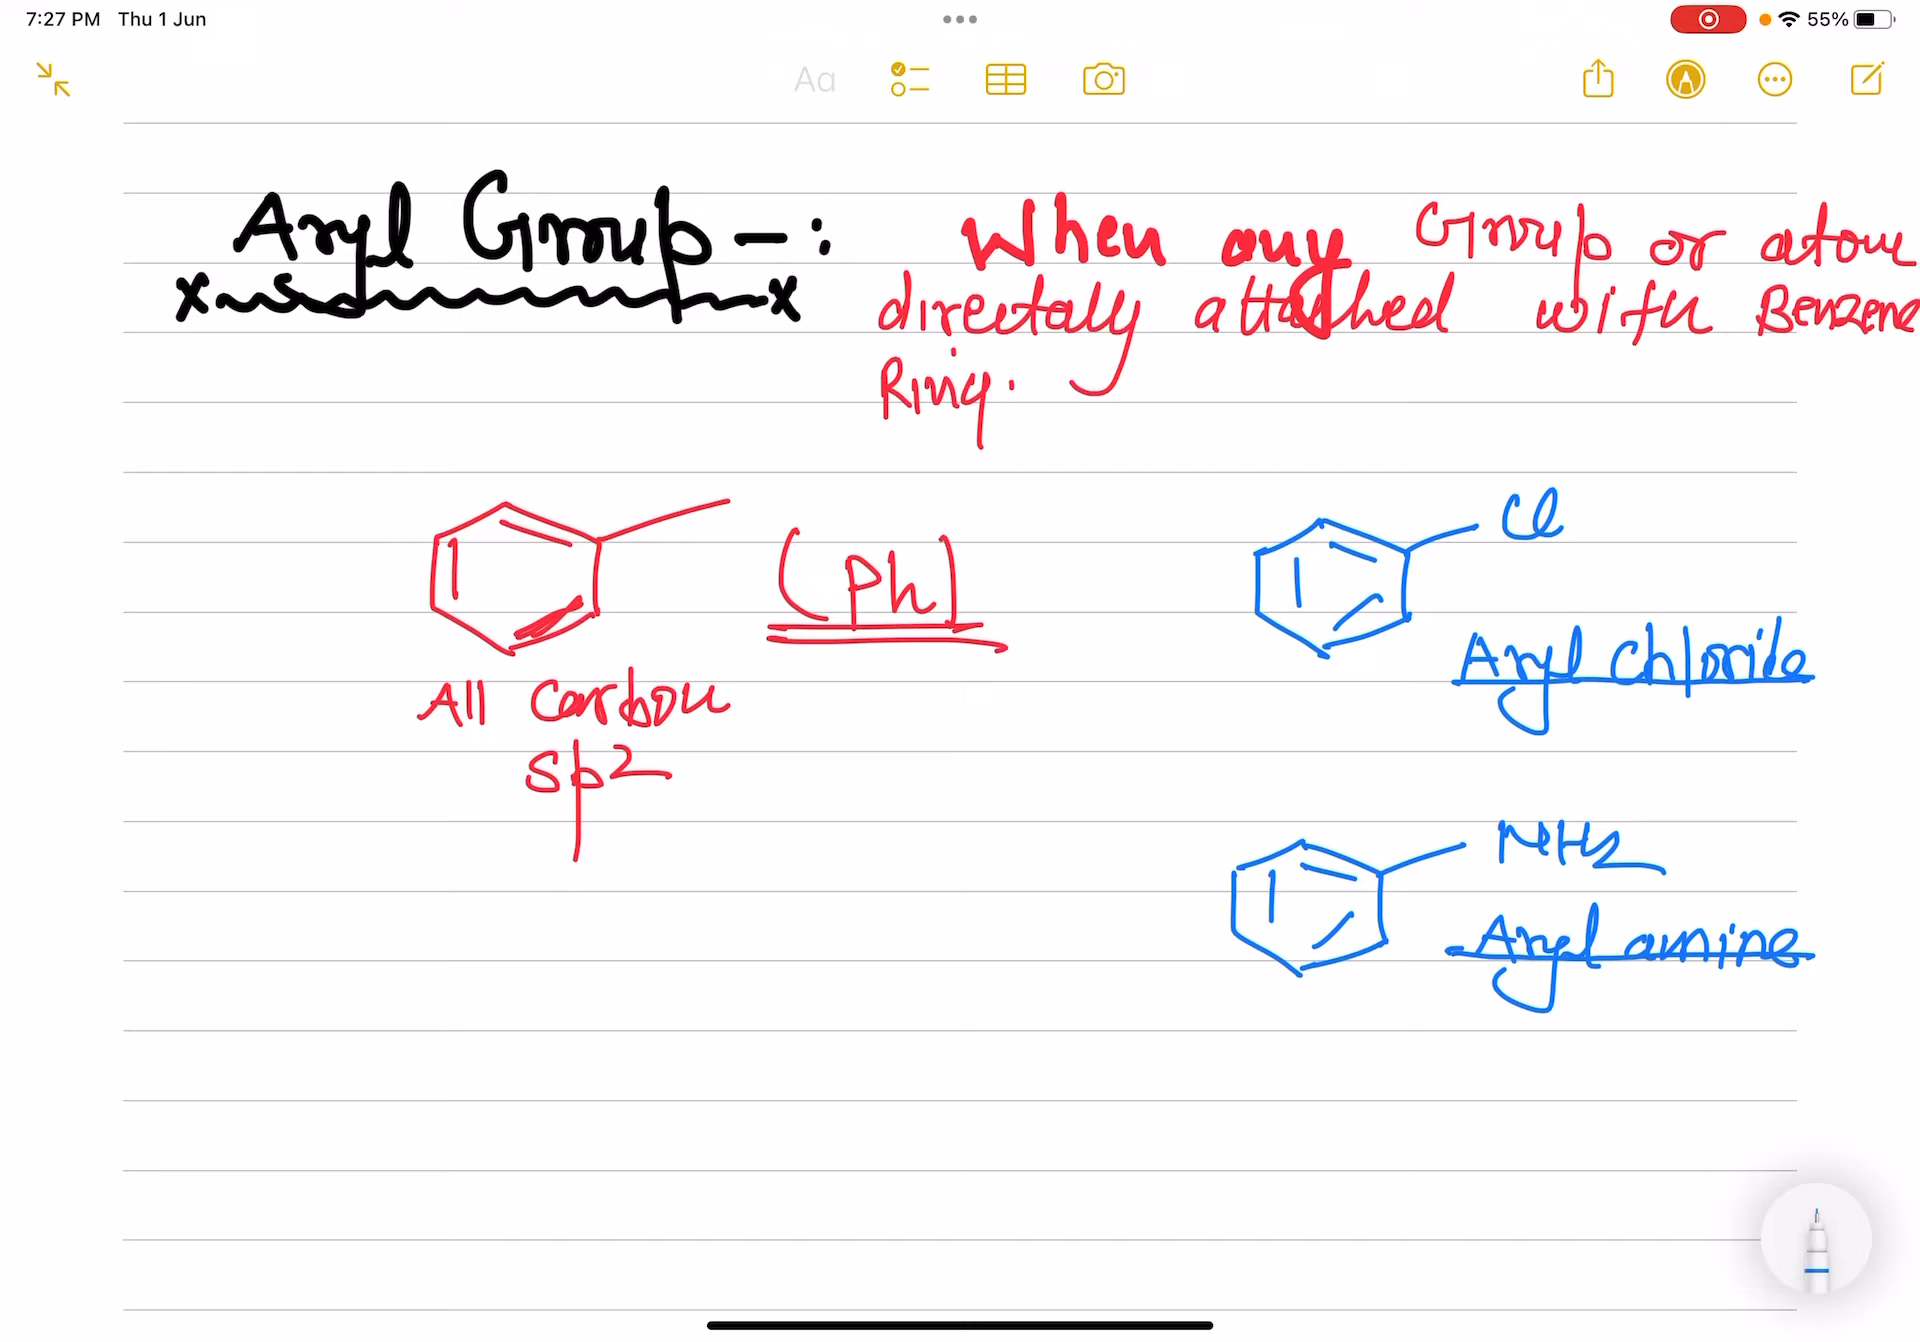 7:27 PM Thu 1 Jun
55%
Aa
Aryl Group -:
When any Group or atom
directally attached with Benzene
Ring.
(Ph)
Cl
Aryl chloride
All Carbon
sp2
NH2
Aryl amine